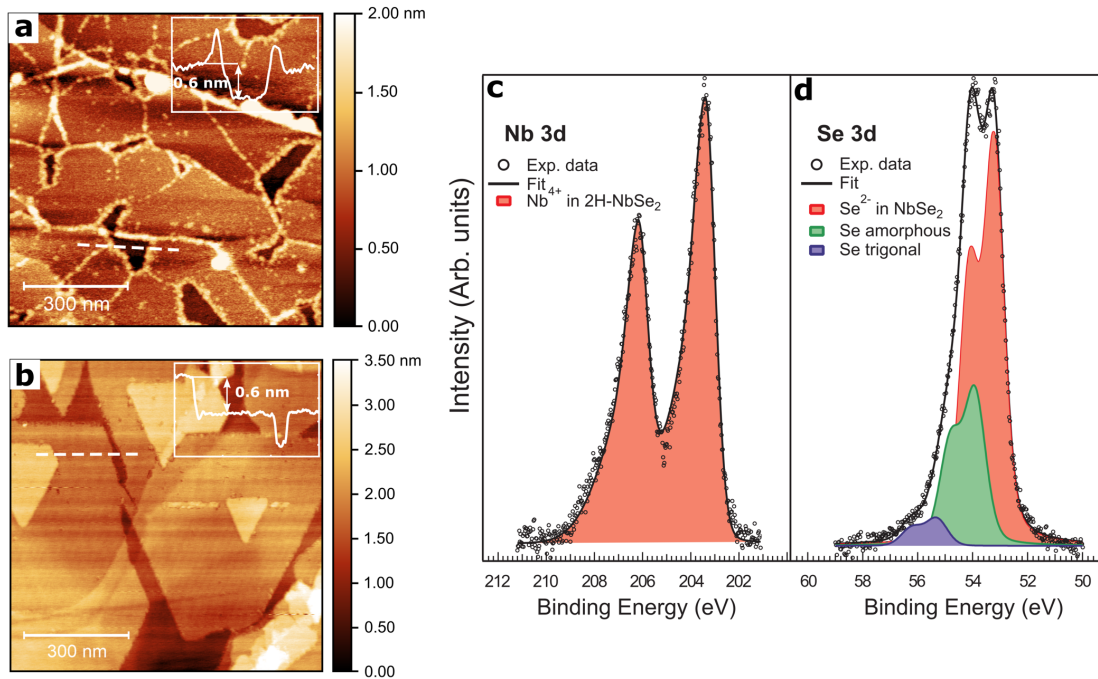 a
0.6 nm
300 nm
2.00 nm
1.50
1.00
0.50
0.00
b
0.6 nm
300 nm
3.50 nm
3.00
2.50
2.00
1.50
1.00
0.50
0.00
Intensity (Arb. units)
c
Nb 3d
Exp. data
Fit
Nb⁴⁺ in 2H-NbSe₂
212 210 208 206 204 202
Binding Energy (eV)
d
Se 3d
Exp. data
Fit
Se²⁻ in NbSe₂
Se amorphous
Se trigonal
60 58 56 54 52 50
Binding Energy (eV)